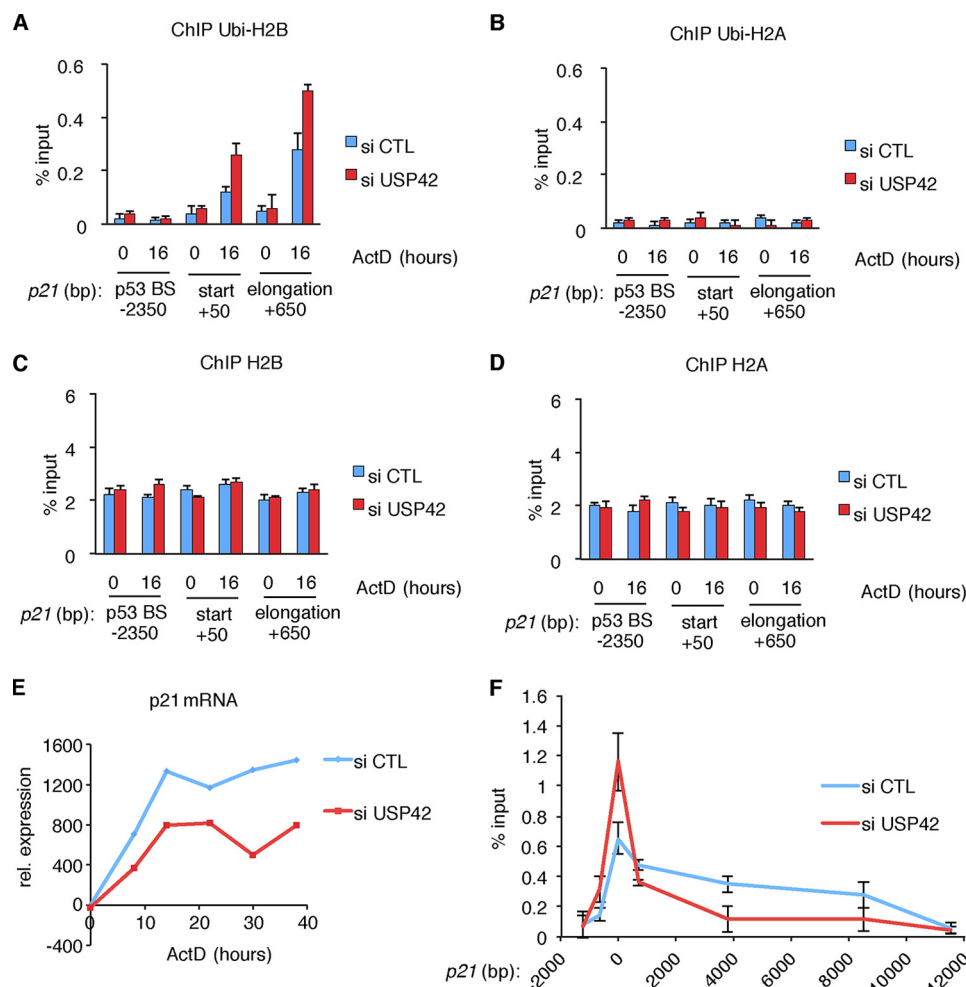 A
ChIP Ubi-H2B
0.6
0.4
0.2
0
% input
si CTL
si USP42
0 16 0 16 0 16 ActD (hours)
p21 (bp): p53 BS start elongation
-2350 +50 +650
B
ChIP Ubi-H2A
0.6
0.4
0.2
0
% input
si CTL
si USP42
0 16 0 16 0 16 ActD (hours)
p21 (bp): p53 BS start elongation
-2350 +50 +650
C
ChIP H2B
6
4
2
0
% input
si CTL
si USP42
0 16 0 16 0 16 ActD (hours)
p21 (bp): p53 BS start elongation
-2350 +50 +650
D
ChIP H2A
6
4
2
0
% input
si CTL
si USP42
0 16 0 16 0 16 ActD (hours)
p21 (bp): p53 BS start elongation
-2350 +50 +650
E
p21 mRNA
1600
1200
800
400
0
-400
rel. expression
si CTL
si USP42
0 10 20 30 40
ActD (hours)
F
1.6
1.4
1.2
1
0.8
0.6
0.4
0.2
0
% input
si CTL
si USP42
p21 (bp): -2000 0 2000 4000 6000 8000 10000 12000